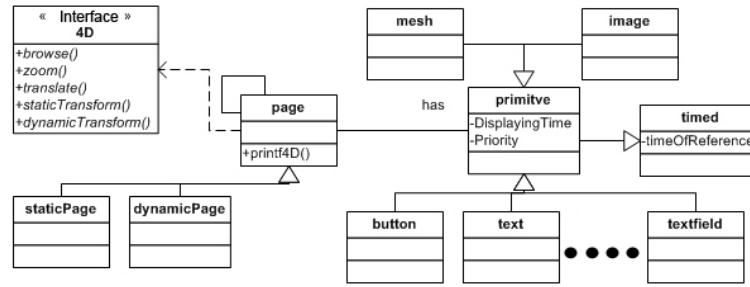 « Interface »
4D
+browse()
+zoom()
+translate()
+staticTransform()
+dynamicTransform()
mesh
image
page
+printf4D()
has
primitve
-DisplayingTime
-Priority
timed
-timeOfReference
staticPage
dynamicPage
button
text
textfield